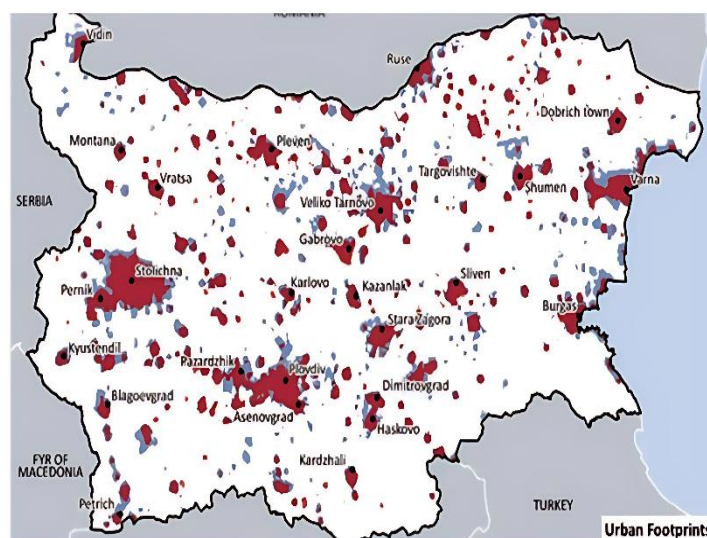 ROMANIA
Vidin
Ruse
Dobrich town
Montana
Pleven
Vratsa
Targovishte
Shumen
Varna
Veliko Tarnovo
SERBIA
Gabrovo
Stolichna
Pernik
Karlovo
Kazanlak
Sliven
Burgas
Stara Zagora
Kyustendil
Pazardzhik
Plovdiv
Dimitrovgrad
Blagoevgrad
Asenovgrad
Haskovo
FYR OF
MACEDONIA
Kardzhali
Petrich
TURKEY
Urban Footprints